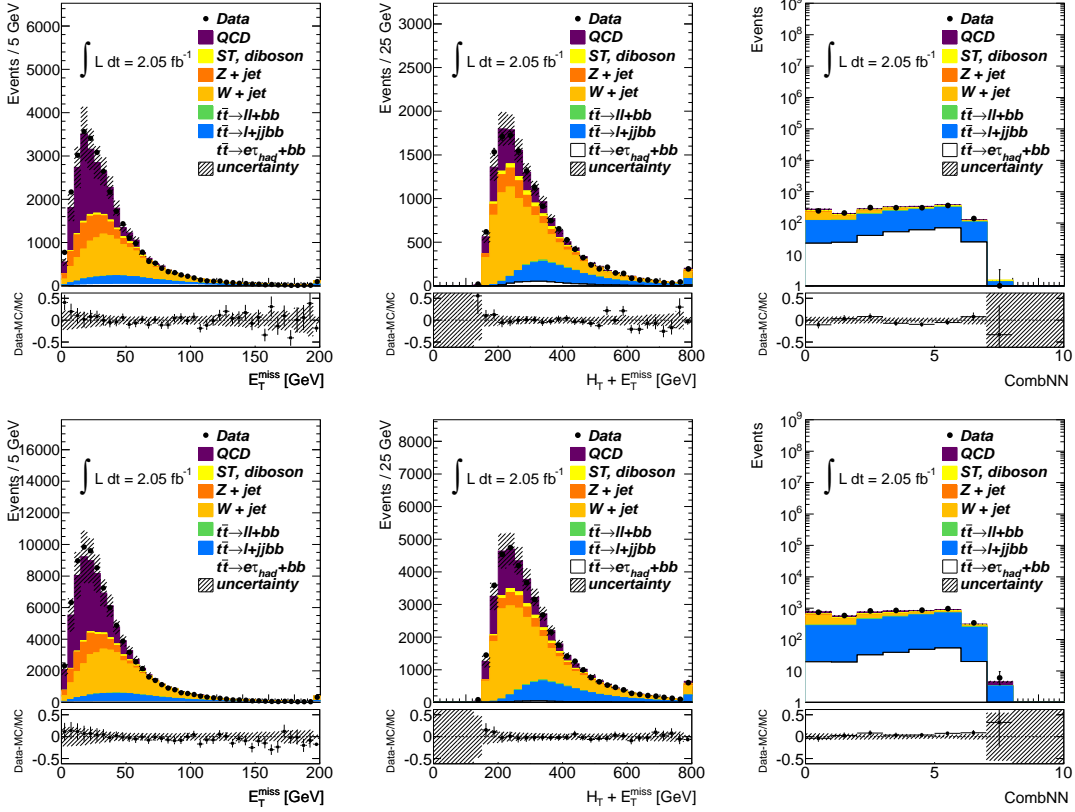 Events / 5 GeV
6000
5000
4000
3000
2000
1000
0
∫ L dt = 2.05 fb⁻¹
Data
QCD
ST, diboson
Z + jet
W + jet
tt̄→ll+bb
tt̄→l+jjbb
tt̄→eτ_had+bb
uncertainty
Data-MC/MC
0.5
0
-0.5
0 50 100 150 200
E_T^miss [GeV]
Events / 25 GeV
3000
2500
2000
1500
1000
500
0
∫ L dt = 2.05 fb⁻¹
Data
QCD
ST, diboson
Z + jet
W + jet
tt̄→ll+bb
tt̄→l+jjbb
tt̄→eτ_had+bb
uncertainty
Data-MC/MC
0.5
0
-0.5
0 200 400 600 800
H_T + E_T^miss [GeV]
Events
10⁹
10⁸
10⁷
10⁶
10⁵
10⁴
10³
10²
10
1
∫ L dt = 2.05 fb⁻¹
Data
QCD
ST, diboson
Z + jet
W + jet
tt̄→ll+bb
tt̄→l+jjbb
tt̄→eτ_had+bb
uncertainty
Data-MC/MC
0.5
0
-0.5
0 5 10
CombNN
Events / 5 GeV
16000
14000
12000
10000
8000
6000
4000
2000
0
∫ L dt = 2.05 fb⁻¹
Data
QCD
ST, diboson
Z + jet
W + jet
tt̄→ll+bb
tt̄→l+jjbb
tt̄→eτ_had+bb
uncertainty
Data-MC/MC
0.5
0
-0.5
0 50 100 150 200
E_T^miss [GeV]
Events / 25 GeV
8000
7000
6000
5000
4000
3000
2000
1000
0
∫ L dt = 2.05 fb⁻¹
Data
QCD
ST, diboson
Z + jet
W + jet
tt̄→ll+bb
tt̄→l+jjbb
tt̄→eτ_had+bb
uncertainty
Data-MC/MC
0.5
0
-0.5
0 200 400 600 800
H_T + E_T^miss [GeV]
Events
10⁹
10⁸
10⁷
10⁶
10⁵
10⁴
10³
10²
10
1
∫ L dt = 2.05 fb⁻¹
Data
QCD
ST, diboson
Z + jet
W + jet
tt̄→ll+bb
tt̄→l+jjbb
tt̄→eτ_had+bb
uncertainty
Data-MC/MC
0.5
0
-0.5
0 5 10
CombNN